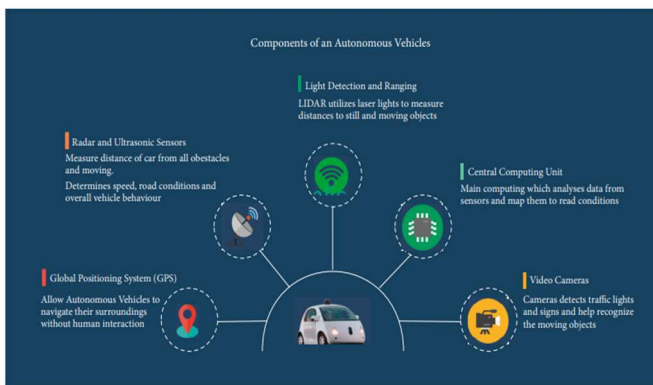 Components of an Autonomous Vehicles
Light Detection and Ranging
LIDAR utilizes laser lights to measure
distances to still and moving objects
Radar and Ultrasonic Sensors
Measure distance of car from all obstacles
and moving.
Determines speed, road conditions and
overall vehicle behaviour
Central Computing Unit
Main computing which analyses data from
sensors and map them to read conditions
Global Positioning System (GPS)
Allow Autonomous Vehicles to
navigate their surroundings
without human interaction
Video Cameras
Cameras detects traffic lights
and signs and help recognize
the moving objects